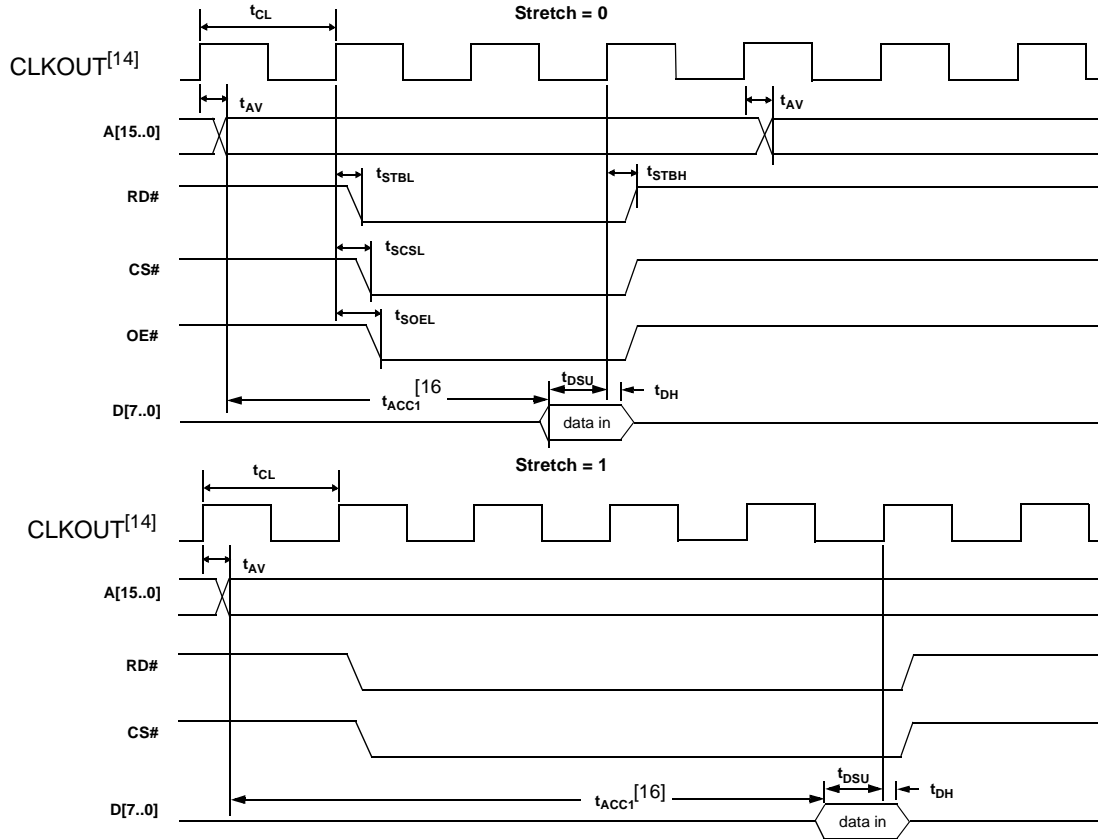 Stretch = 0
tCL
CLKOUT[14]
tAV
tAV
A[15..0]
tSTBL
tSTBH
RD#
tSCSL
CS#
tSOEL
OE#
tDSU
tACC1[16
tDH
D[7..0]
data in
Stretch = 1
tCL
CLKOUT[14]
tAV
A[15..0]
RD#
CS#
tDSU
tACC1[16]
tDH
D[7..0]
data in